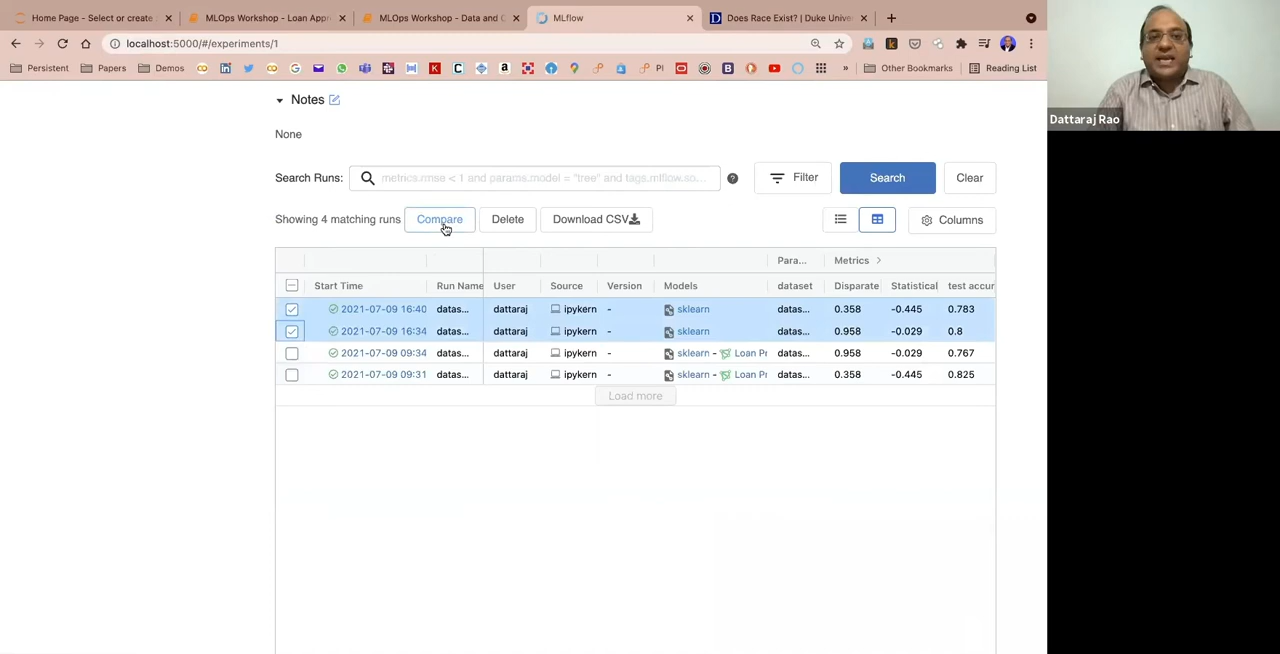 Home Page - Select or create
MLOps Workshop - Loan Appr
MLOps Workshop - Data and C
MLflow
Does Race Exist? | Duke Unive
localhost:5000/#/experiments/1
Persistent
Papers
Demos
PI
»
Other Bookmarks
Reading List
Dattaraj Rao
Notes
None
Search Runs:
metrics.rmse < 1 and params.model = "tree" and tags.mlflow.so...
Filter
Search
Clear
Showing 4 matching runs
Compare
Delete
Download CSV
Columns
Para... Metrics >
Start Time Run Name User Source Version Models dataset Disparate Statistical test accur
2021-07-09 16:40 datas... dattaraj ipykern - sklearn datas... 0.358 -0.445 0.783
2021-07-09 16:34 datas... dattaraj ipykern - sklearn datas... 0.958 -0.029 0.8
2021-07-09 09:34 datas... dattaraj ipykern - sklearn - Loan Pr datas... 0.958 -0.029 0.767
2021-07-09 09:31 datas... dattaraj ipykern - sklearn - Loan Pr datas... 0.358 -0.445 0.825
Load more